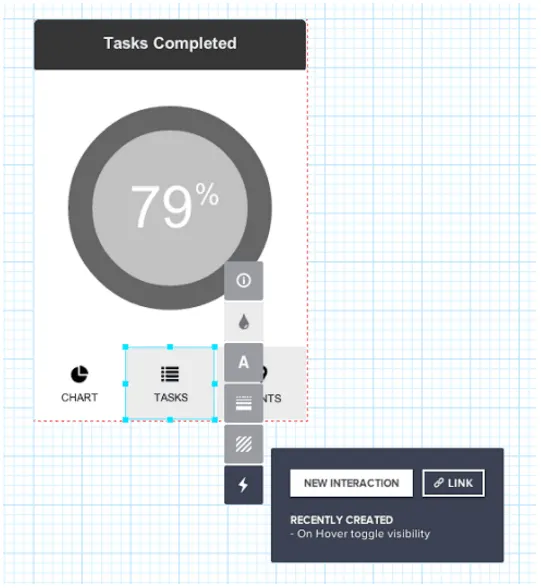 Tasks Completed
79%
A
CHART
TASKS
NTS
NEW INTERACTION
LINK
RECENTLY CREATED
- On Hover toggle visibility